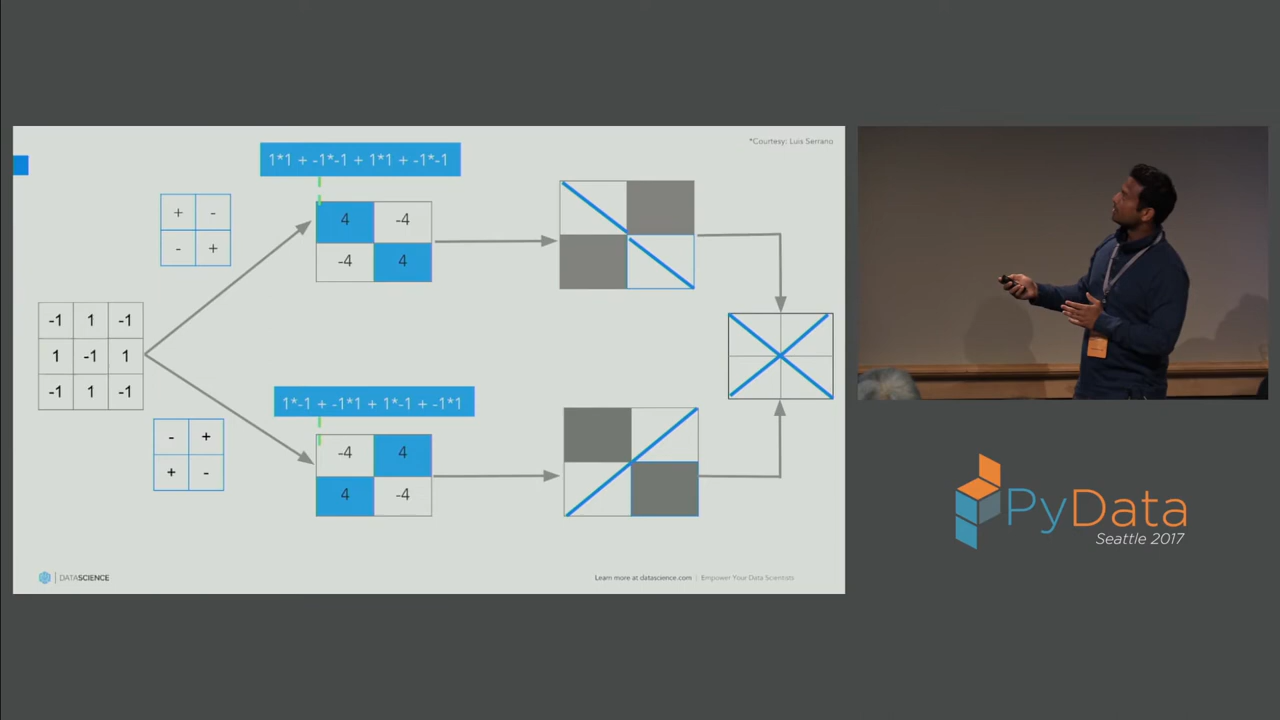 *Courtesy: Luis Serrano
1*1 + -1*-1 + 1*1 + -1*-1
+ -
- +
4 -4
-4 4
-1 1 -1
1 -1 1
-1 1 -1
1*-1 + -1*1 + 1*-1 + -1*1
- +
+ -
-4 4
4 -4
DATASCIENCE
Learn more at datascience.com | Empower Your Data Scientists
PyData
Seattle 2017